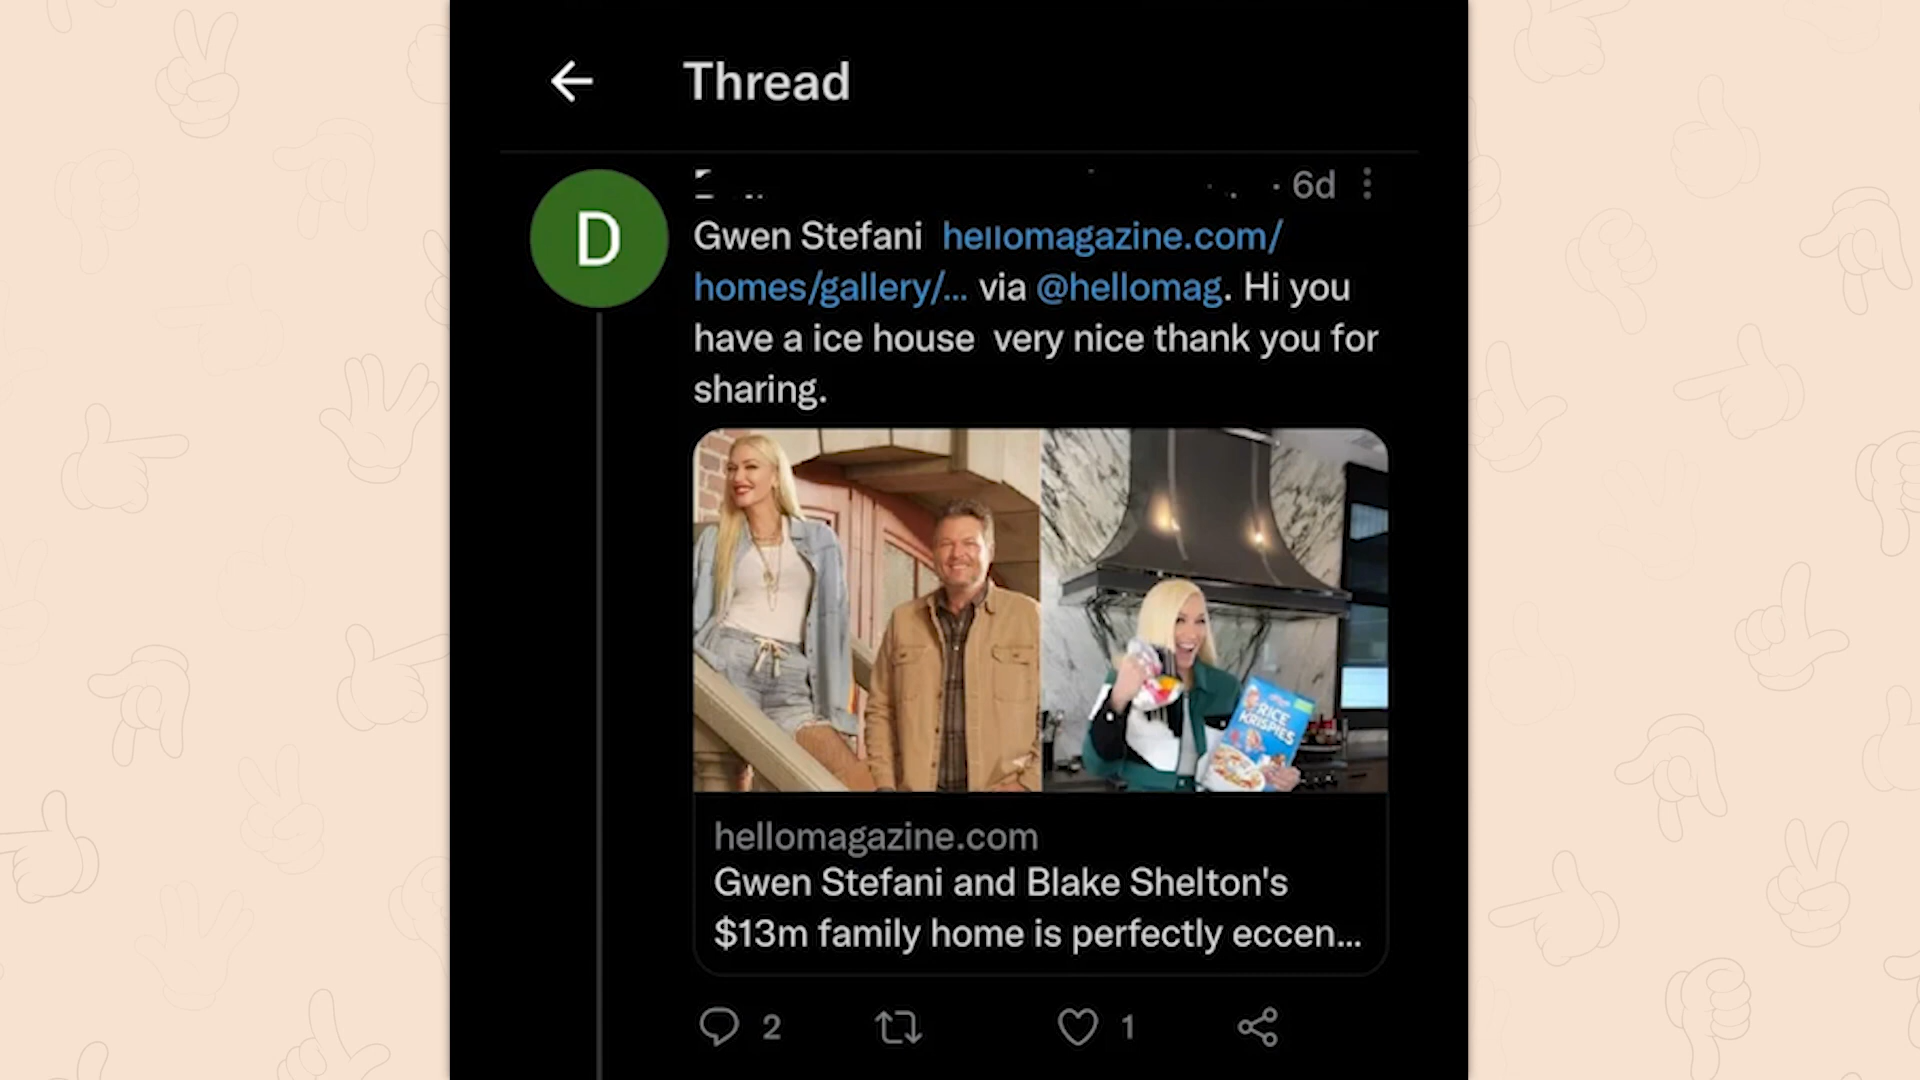 Thread
D
· 6d
Gwen Stefani hellomagazine.com/
homes/gallery/... via @hellomag. Hi you
have a ice house very nice thank you for
sharing.
RICE
KRISPIES
hellomagazine.com
Gwen Stefani and Blake Shelton's
$13m family home is perfectly eccen...
2
1